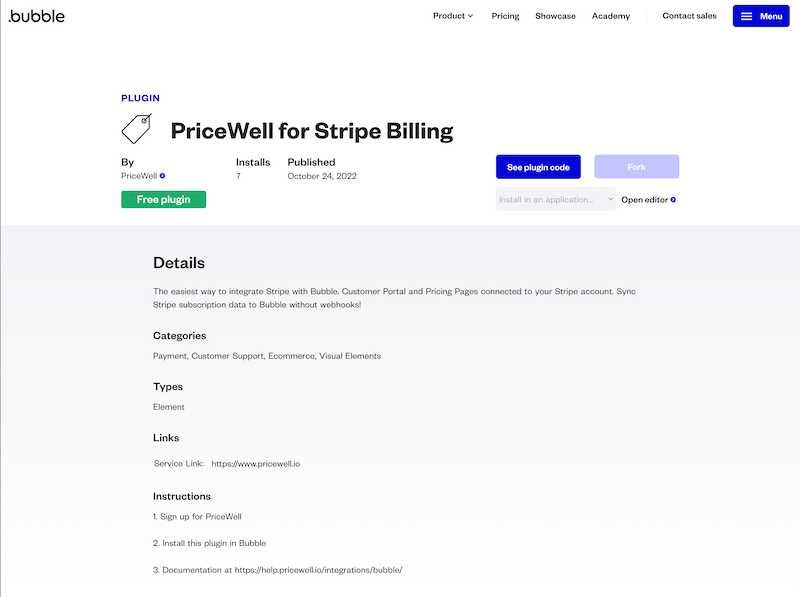 .bubble
Product Pricing Showcase Academy Contact sales Menu
PLUGIN
PriceWell for Stripe Billing
By Installs Published
PriceWell 7 October 24, 2022
Free plugin
See plugin code Fork
Install in an application... Open editor
Details
The easiest way to integrate Stripe with Bubble. Customer Portal and Pricing Pages connected to your Stripe account. Sync
Stripe subscription data to Bubble without webhooks!
Categories
Payment, Customer Support, Ecommerce, Visual Elements
Types
Element
Links
Service Link: https://www.pricewell.io
Instructions
1. Sign up for PriceWell
2. Install this plugin in Bubble
3. Documentation at https://help.pricewell.io/integrations/bubble/